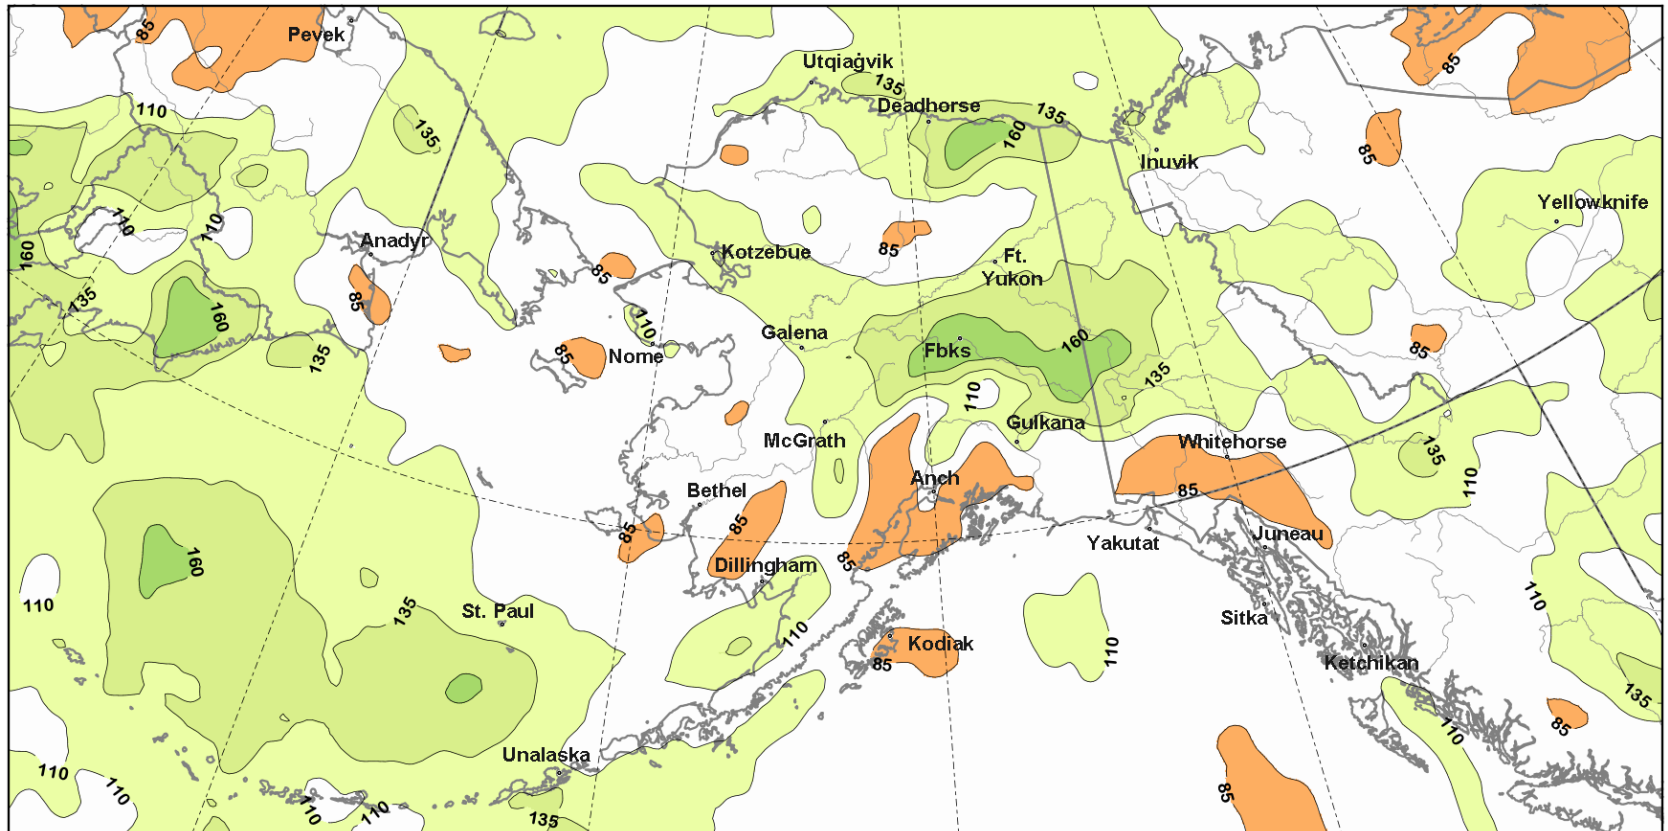 85
Pevek
Utqiaġvik
85
135
110
Deadhorse
135
135
160
Inuvik
85
Yellowknife
110
110
160
Anadyr
Kotzebue
85
Ft.
Yukon
85
85
135
160
110
Galena
135
85
Nome
Fbks
160
85
135
110
McGrath
Gulkana
Whitehorse
135
110
Bethel
Anch
85
85
85
160
85
Yakutat
Juneau
Dillingham
110
135
St. Paul
110
110
Sitka
85
Kodiak
110
Ketchikan
135
85
110
Unalaska
110
110
110
110
135
85